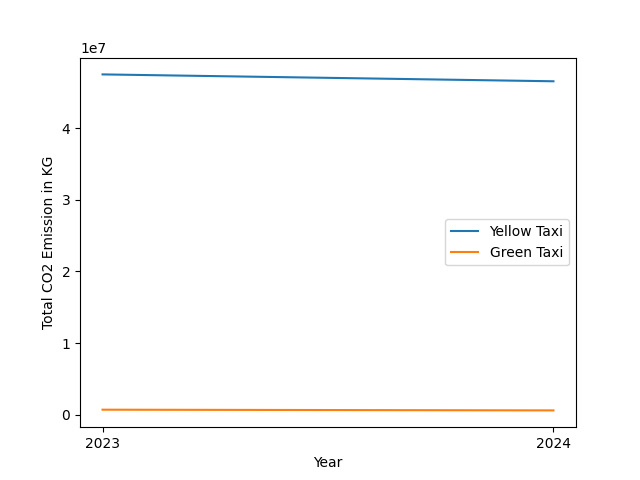 1e7
4
3
2
1
0
Total CO2 Emission in KG
Yellow Taxi
Green Taxi
2023
2024
Year